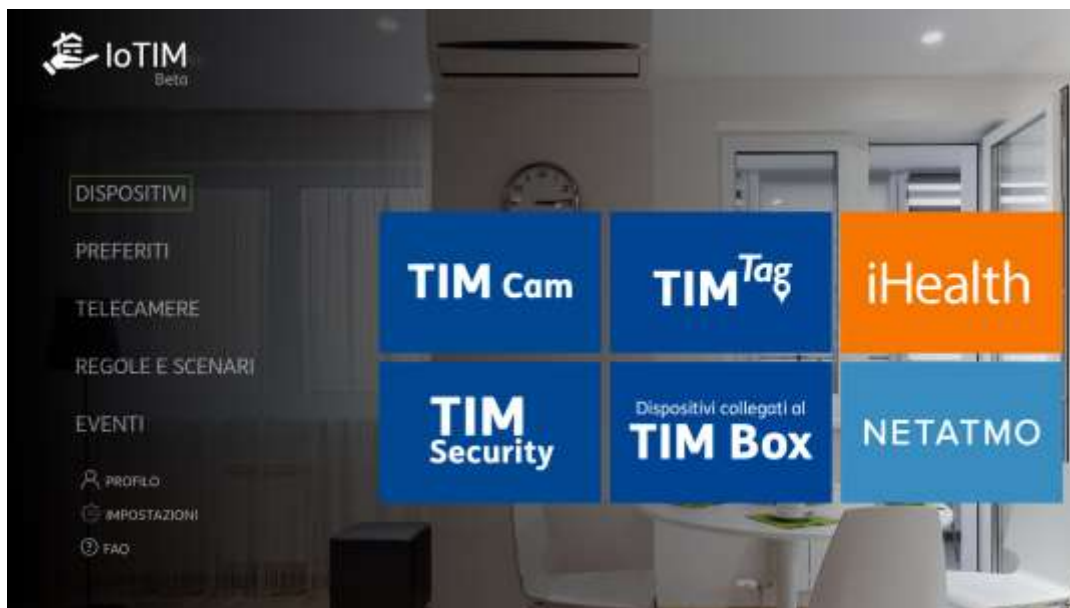 IoTIM
Beta
DISPOSITIVI
PREFERITI
TELECAMERE
REGOLE E SCENARI
EVENTI
PROFILO
IMPOSTAZIONI
FAQ
TIM Cam
TIM Tag
iHealth
TIM
Security
Dispositivi collegati al
TIM Box
NETATMO